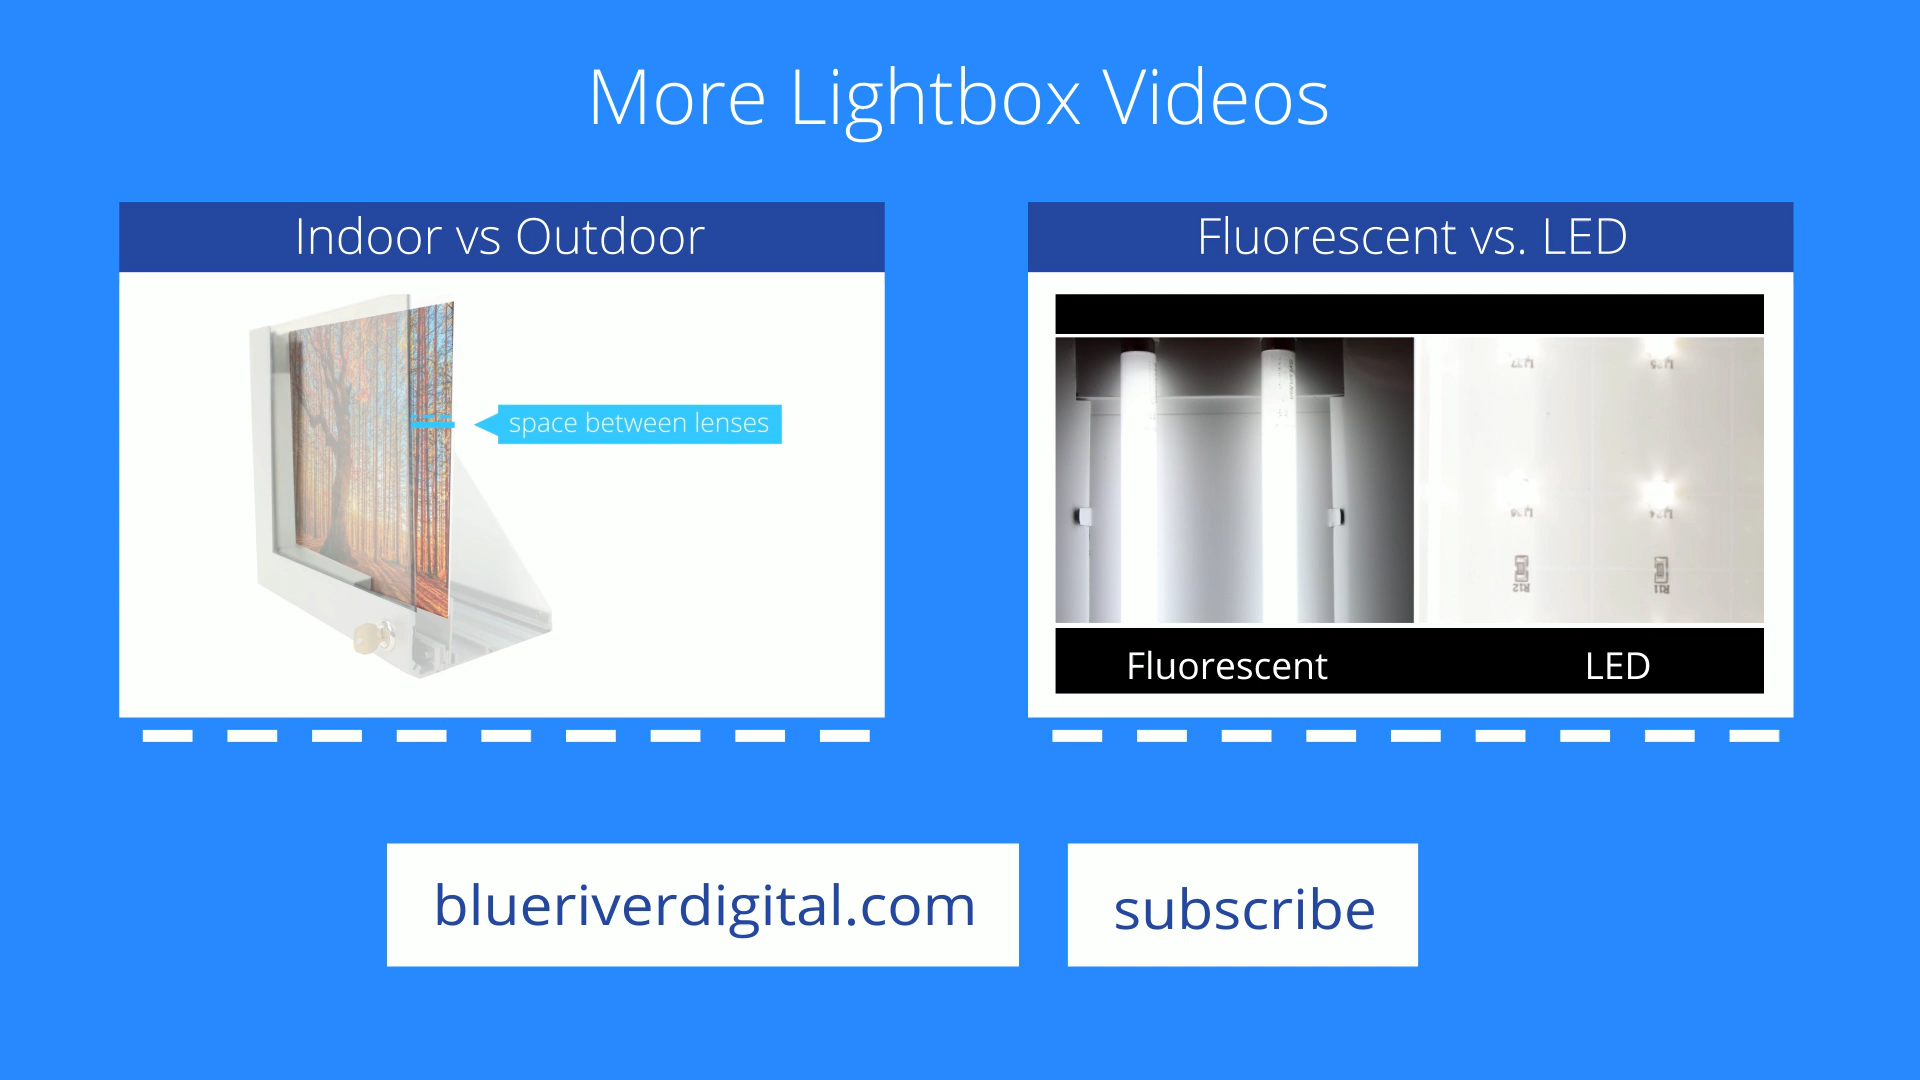 More Lightbox Videos
Indoor vs Outdoor
space between lenses
Fluorescent vs. LED
Fluorescent
LED
blueriverdigital.com
subscribe